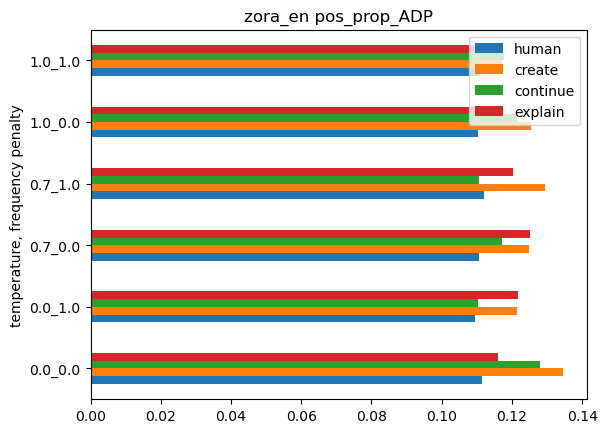 zora_en pos_prop_ADP
human
create
continue
explain
temperature, frequency penalty
1.0_1.0
1.0_0.0
0.7_1.0
0.7_0.0
0.0_1.0
0.0_0.0
0.00 0.02 0.04 0.06 0.08 0.10 0.12 0.14